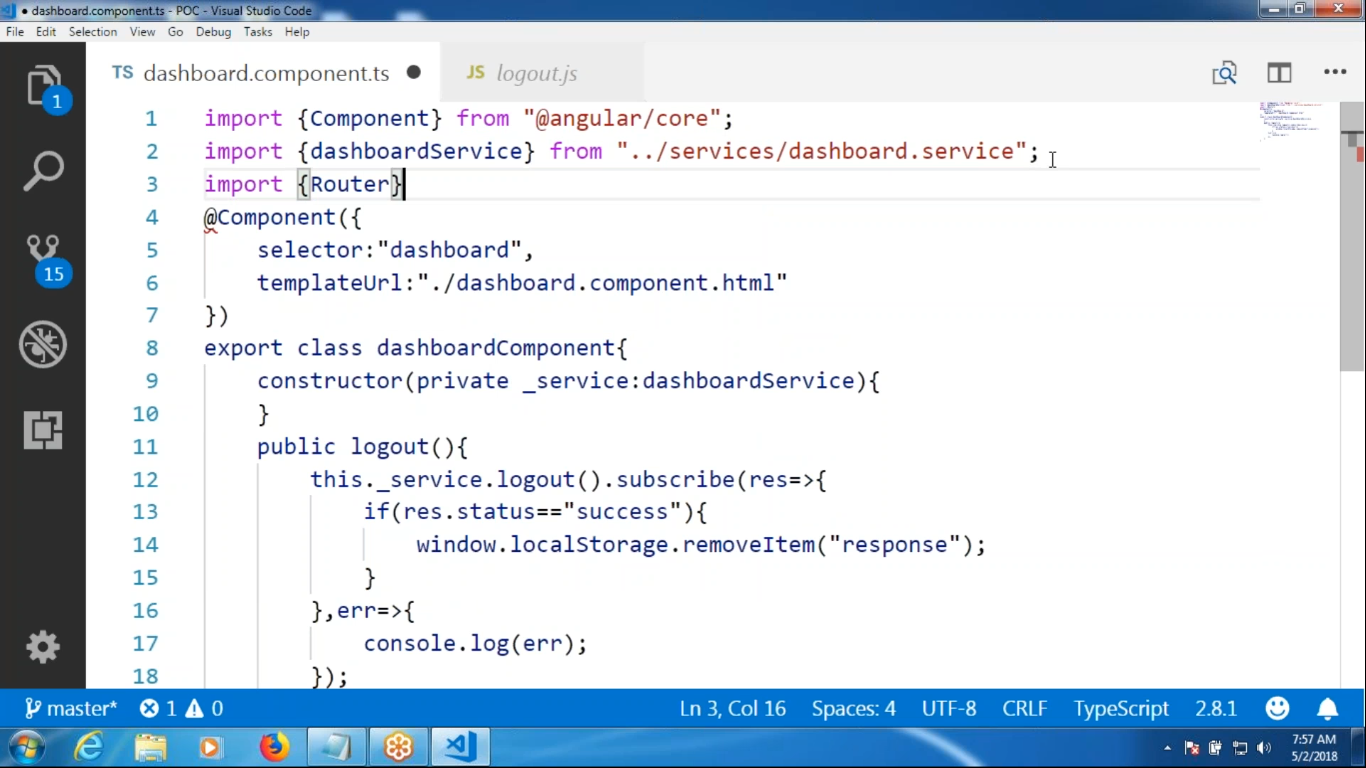 dashboard.component.ts - POC - Visual Studio Code
File Edit Selection View Go Debug Tasks Help
TS dashboard.component.ts JS logout.js
1 import {Component} from "@angular/core";
2 import {dashboardService} from "../services/dashboard.service";
3 import {Router}
4 @Component({
5 selector:"dashboard",
6 templateUrl:"./dashboard.component.html"
7 })
8 export class dashboardComponent{
9 constructor(private _service:dashboardService){
10 }
11 public logout(){
12 this._service.logout().subscribe(res=>{
13 if(res.status=="success"){
14 window.localStorage.removeItem("response");
15 }
16 },err=>{
17 console.log(err);
18 });
1
15
master* 1 0 Ln 3, Col 16 Spaces: 4 UTF-8 CRLF TypeScript 2.8.1
7:57 AM
5/2/2018